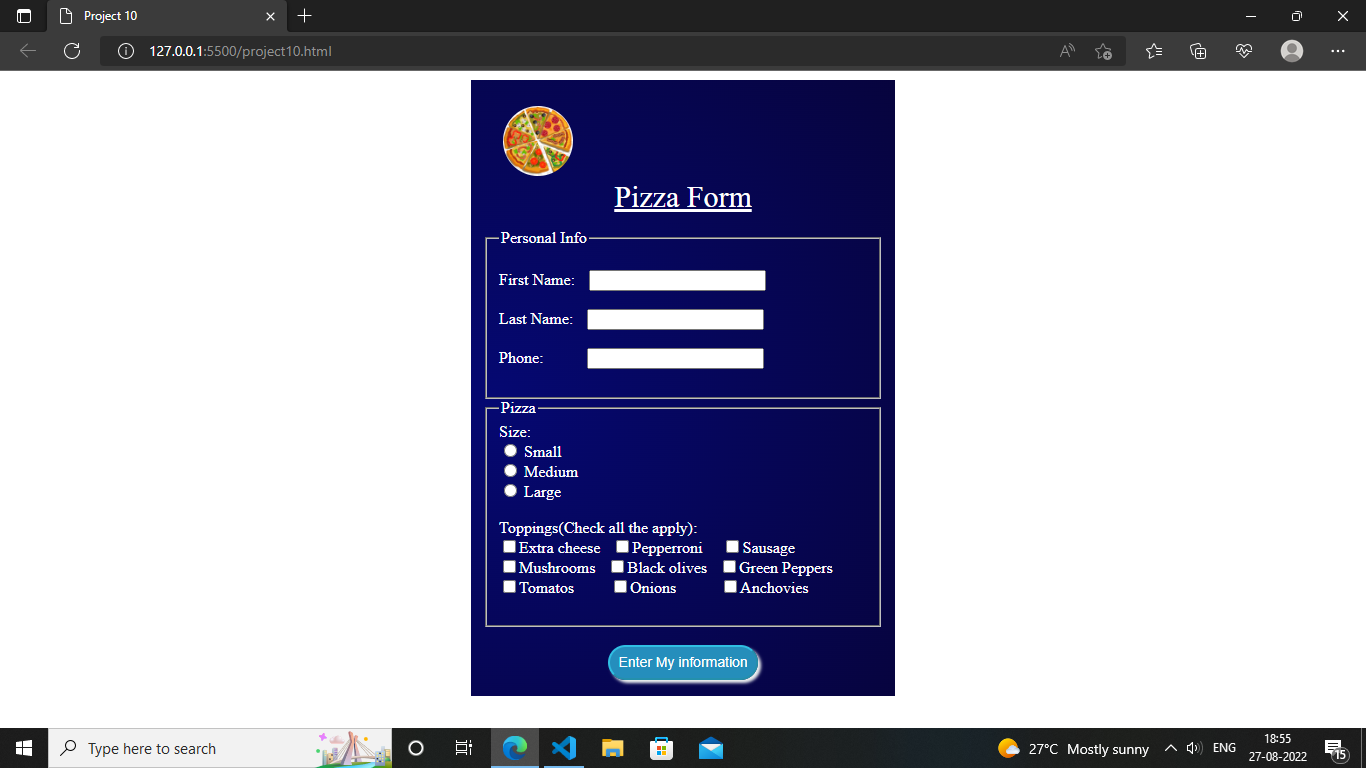 Project 10
127.0.0.1:5500/project10.html
Pizza Form
Personal Info
First Name:
Last Name:
Phone:
Pizza
Size:
Small
Medium
Large
Toppings(Check all the apply):
Extra cheese Pepperroni Sausage
Mushrooms Black olives Green Peppers
Tomatos Onions Anchovies
Enter My information
Type here to search
27°C Mostly sunny
ENG
18:55
27-08-2022
15